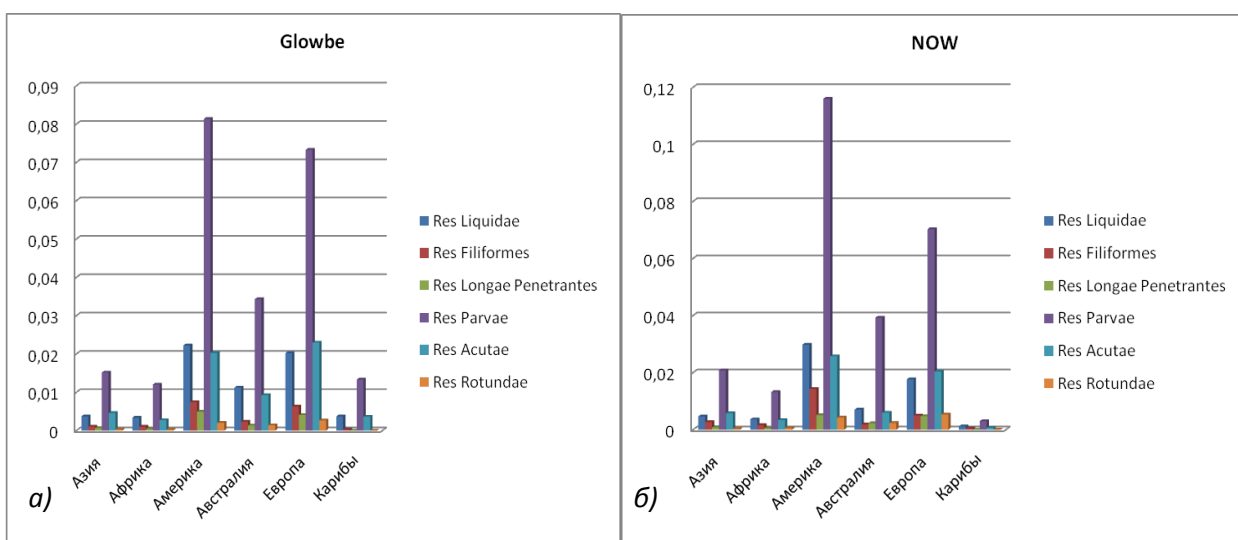 Glowbe
0,09
0,08
0,07
0,06
0,05
0,04
0,03
0,02
0,01
0
Азия
Африка
Америка
Австралия
Европа
Карибы
Res Liquidae
Res Filiformes
Res Longae Penetrantes
Res Parvae
Res Acutae
Res Rotundae
а)
NOW
0,12
0,1
0,08
0,06
0,04
0,02
0
Азия
Африка
Америка
Австралия
Европа
Карибы
Res Liquidae
Res Filiformes
Res Longae Penetrantes
Res Parvae
Res Acutae
Res Rotundae
б)